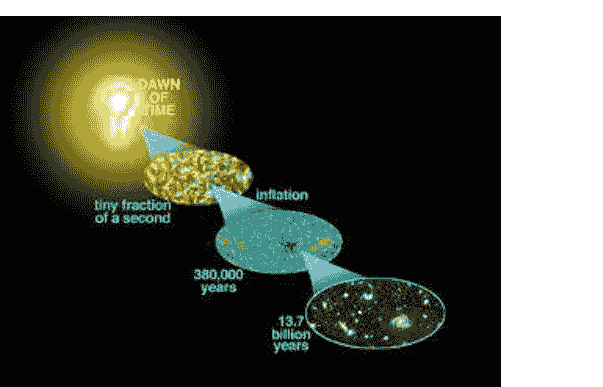 DAWN
OF
TIME
tiny fraction
of a second
inflation
380,000
years
13.7
billion
years